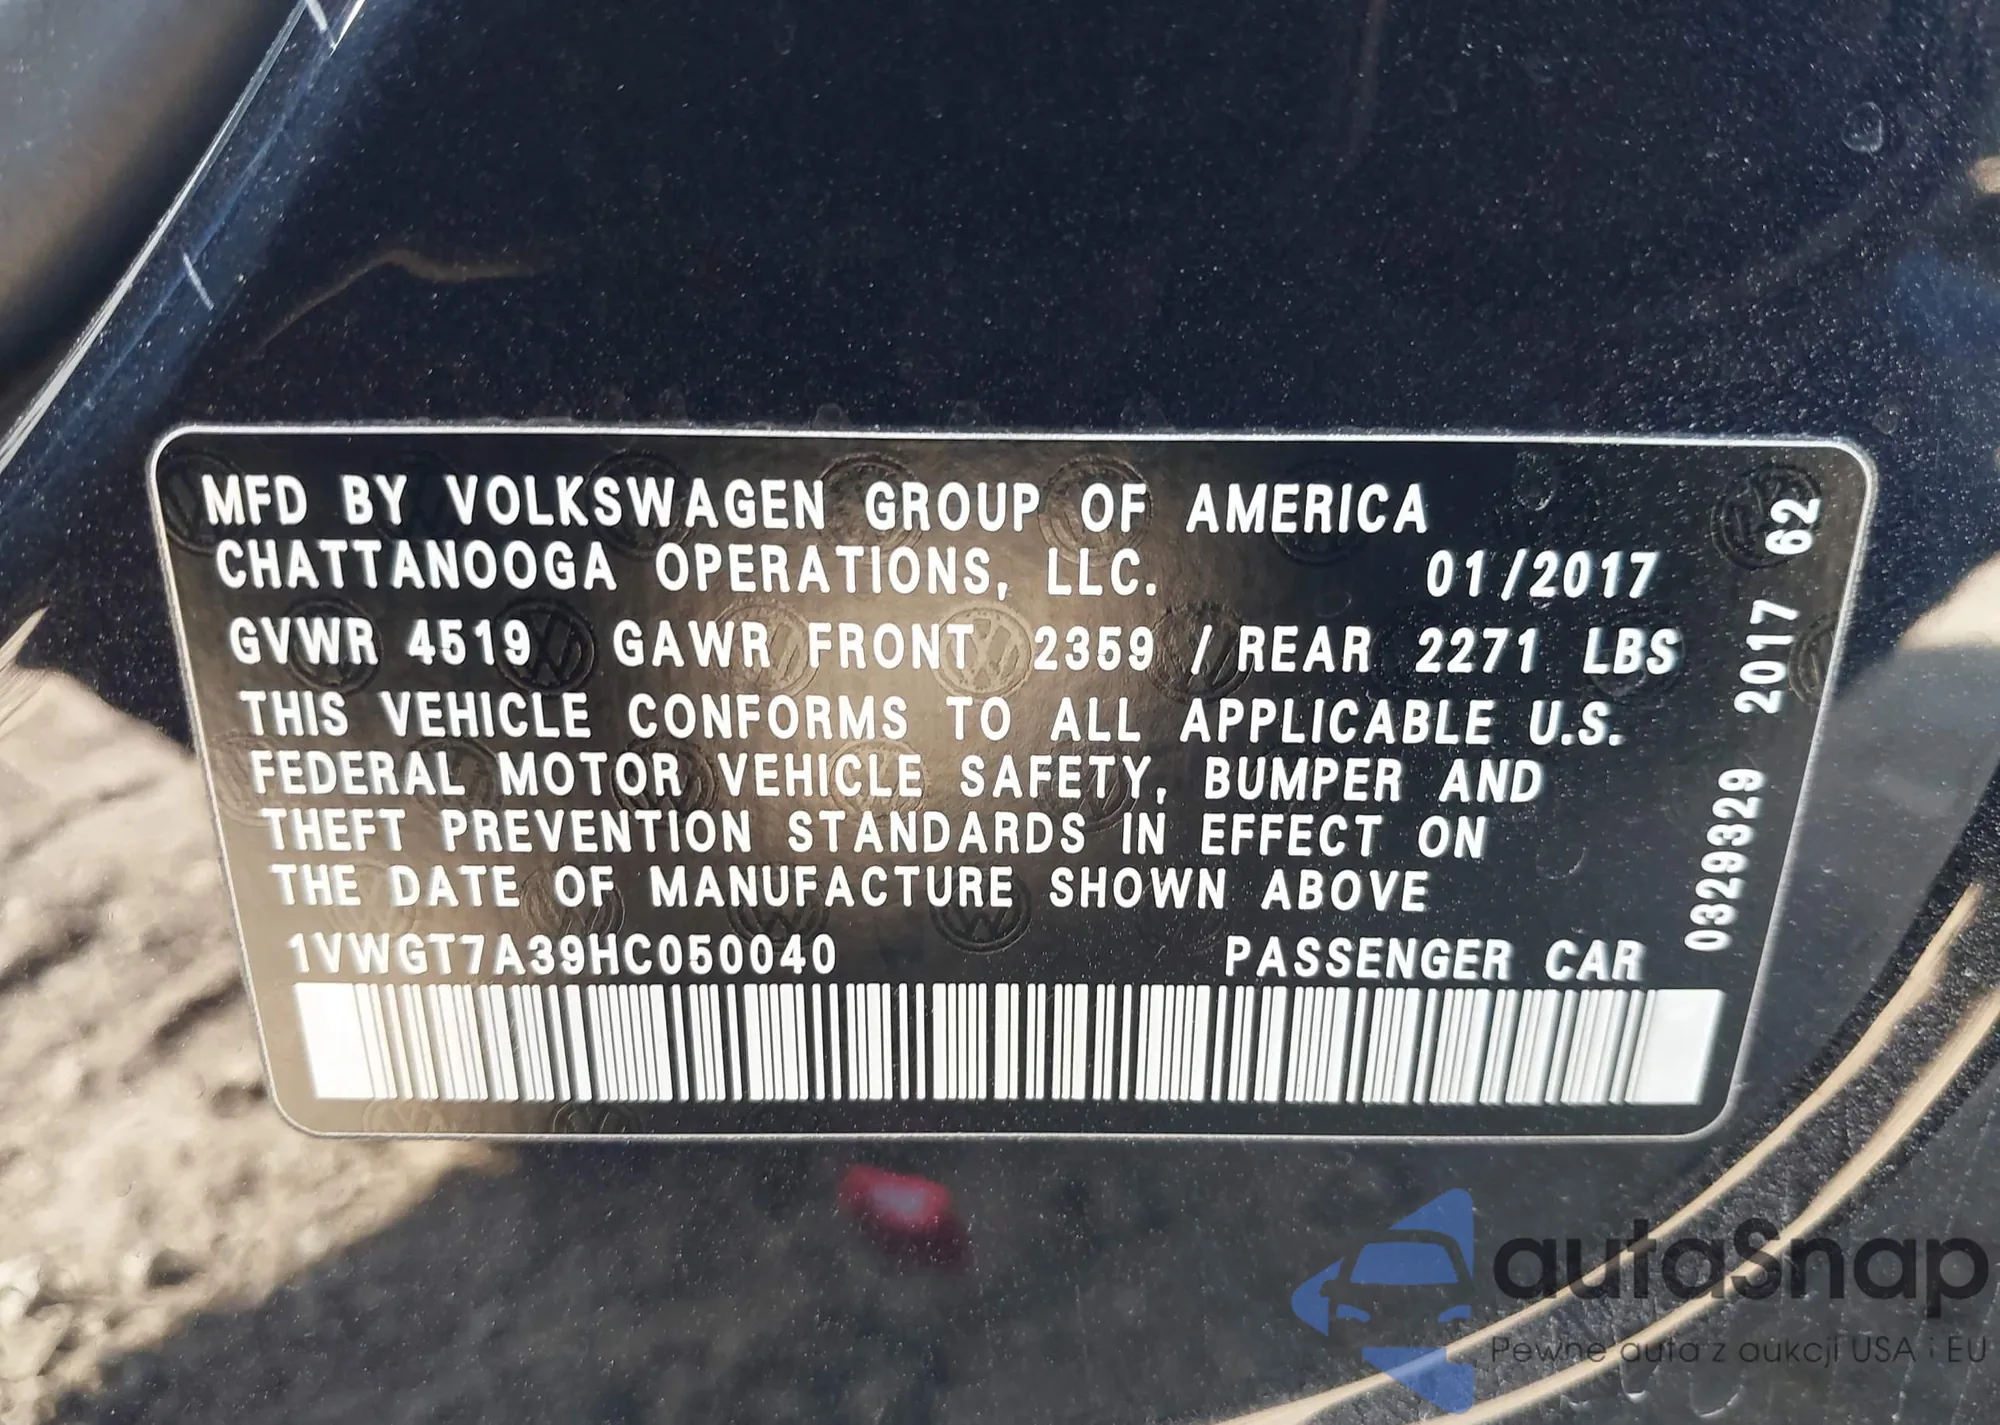 MFD BY VOLKSWAGEN GROUP OF AMERICA
CHATTANOOGA OPERATIONS, LLC. 01/2017
GVWR 4519 GAWR FRONT 2359 / REAR 2271 LBS
THIS VEHICLE CONFORMS TO ALL APPLICABLE U.S.
FEDERAL MOTOR VEHICLE SAFETY, BUMPER AND
THEFT PREVENTION STANDARDS IN EFFECT ON
THE DATE OF MANUFACTURE SHOWN ABOVE
1VWGT7A39HC050040 PASSENGER CAR
0329329 2017 62
autaSnap
Pewne auta z aukcji USA i EU